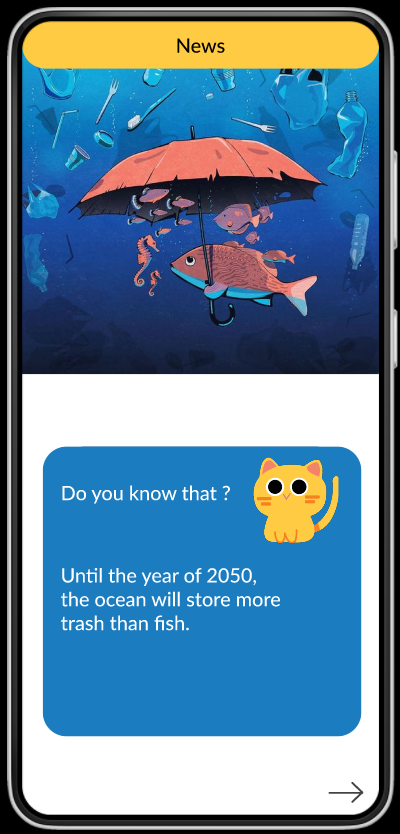 News
Do you know that ?
Until the year of 2050,
the ocean will store more
trash than fish.